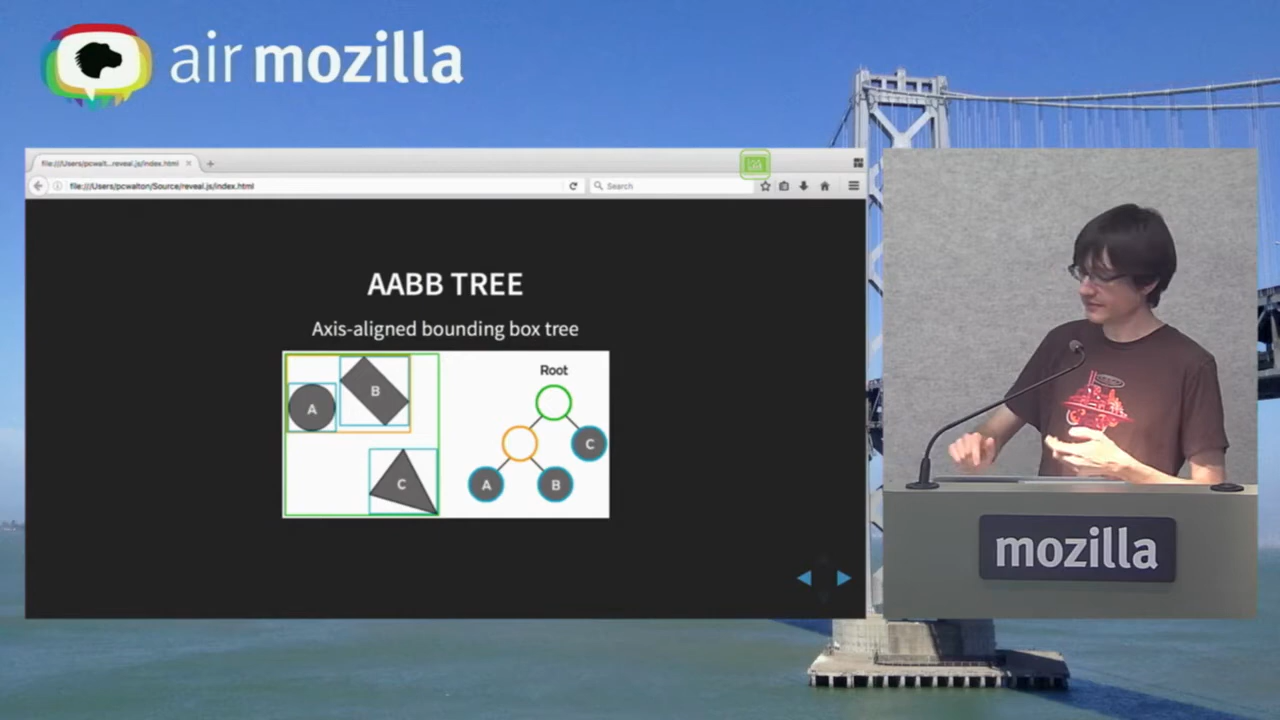 air mozilla
file:///Users/pcwalt...reveal.js/index.html
file:///Users/pcwalton/Source/reveal.js/index.html
Search
AABB TREE
Axis-aligned bounding box tree
Root
A
B
C
C
A
B
mozilla